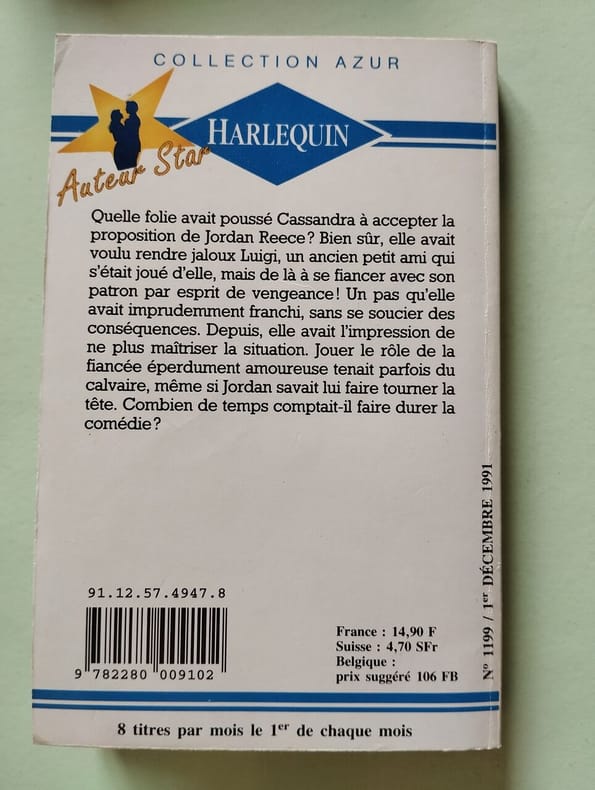 COLLECTION AZUR
HARLEQUIN
Auteur Star
Quelle folie avait poussé Cassandra à accepter la
proposition de Jordan Reece? Bien sûr, elle avait
voulu rendre jaloux Luigi, un ancien petit ami qui
s'était joué d'elle, mais de là à se fiancer avec son
patron par esprit de vengeance! Un pas qu'elle
avait imprudemment franchi, sans se soucier des
conséquences. Depuis, elle avait l'impression de
ne plus maîtriser la situation. Jouer le rôle de la
fiancée éperdument amoureuse tenait parfois du
calvaire, même si Jordan savait lui faire tourner la
tête. Combien de temps comptait-il faire durer la
comédie?
91.12.57.4947.8
9 782280 009102
France : 14,90 F
Suisse : 4,70 SFr
Belgique :
prix suggéré 106 FB
N° 1199 / 1er DÉCEMBRE 1991
8 titres par mois le 1er de chaque mois